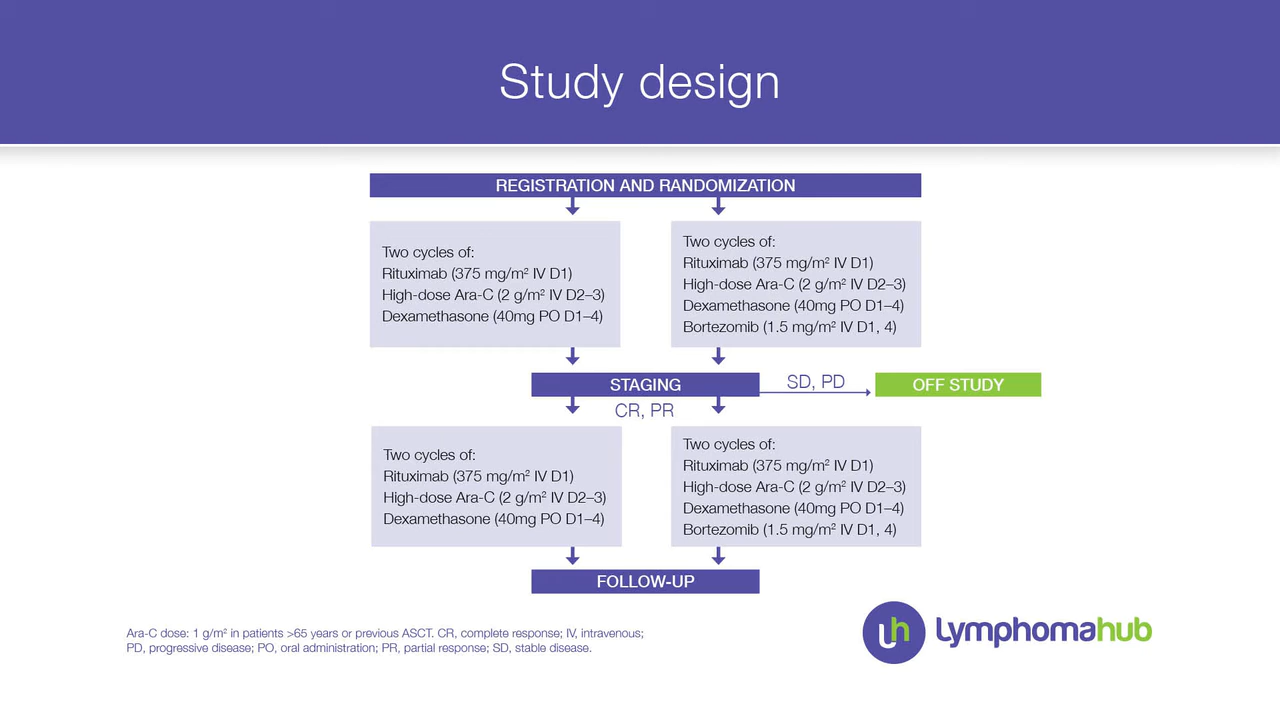 Study design
REGISTRATION AND RANDOMIZATION
Two cycles of:
Rituximab (375 mg/m² IV D1)
High-dose Ara-C (2 g/m² IV D2–3)
Dexamethasone (40mg PO D1–4)
Two cycles of:
Rituximab (375 mg/m² IV D1)
High-dose Ara-C (2 g/m² IV D2–3)
Dexamethasone (40mg PO D1–4)
Bortezomib (1.5 mg/m² IV D1, 4)
STAGING
SD, PD
OFF STUDY
CR, PR
Two cycles of:
Rituximab (375 mg/m² IV D1)
High-dose Ara-C (2 g/m² IV D2–3)
Dexamethasone (40mg PO D1–4)
Two cycles of:
Rituximab (375 mg/m² IV D1)
High-dose Ara-C (2 g/m² IV D2–3)
Dexamethasone (40mg PO D1–4)
Bortezomib (1.5 mg/m² IV D1, 4)
FOLLOW-UP
Ara-C dose: 1 g/m² in patients >65 years or previous ASCT. CR, complete response; IV, intravenous;
PD, progressive disease; PO, oral administration; PR, partial response; SD, stable disease.
lh lymphomahub